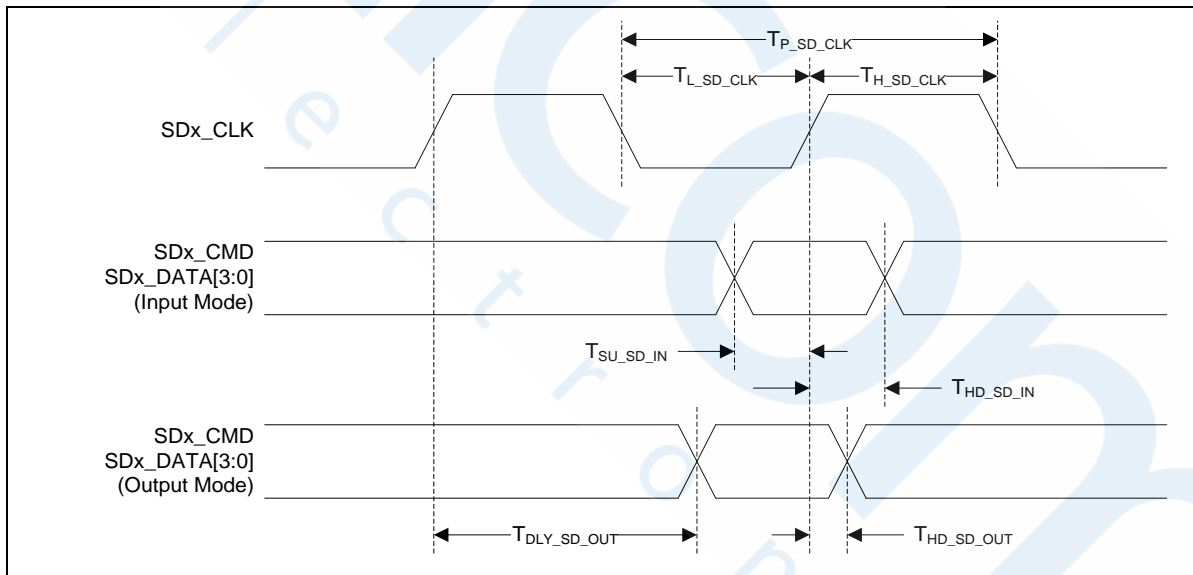 T_P_SD_CLK
T_L_SD_CLK T_H_SD_CLK
SDx_CLK
SDx_CMD
SDx_DATA[3:0]
(Input Mode)
T_SU_SD_IN
T_HD_SD_IN
SDx_CMD
SDx_DATA[3:0]
(Output Mode)
T_DLY_SD_OUT T_HD_SD_OUT